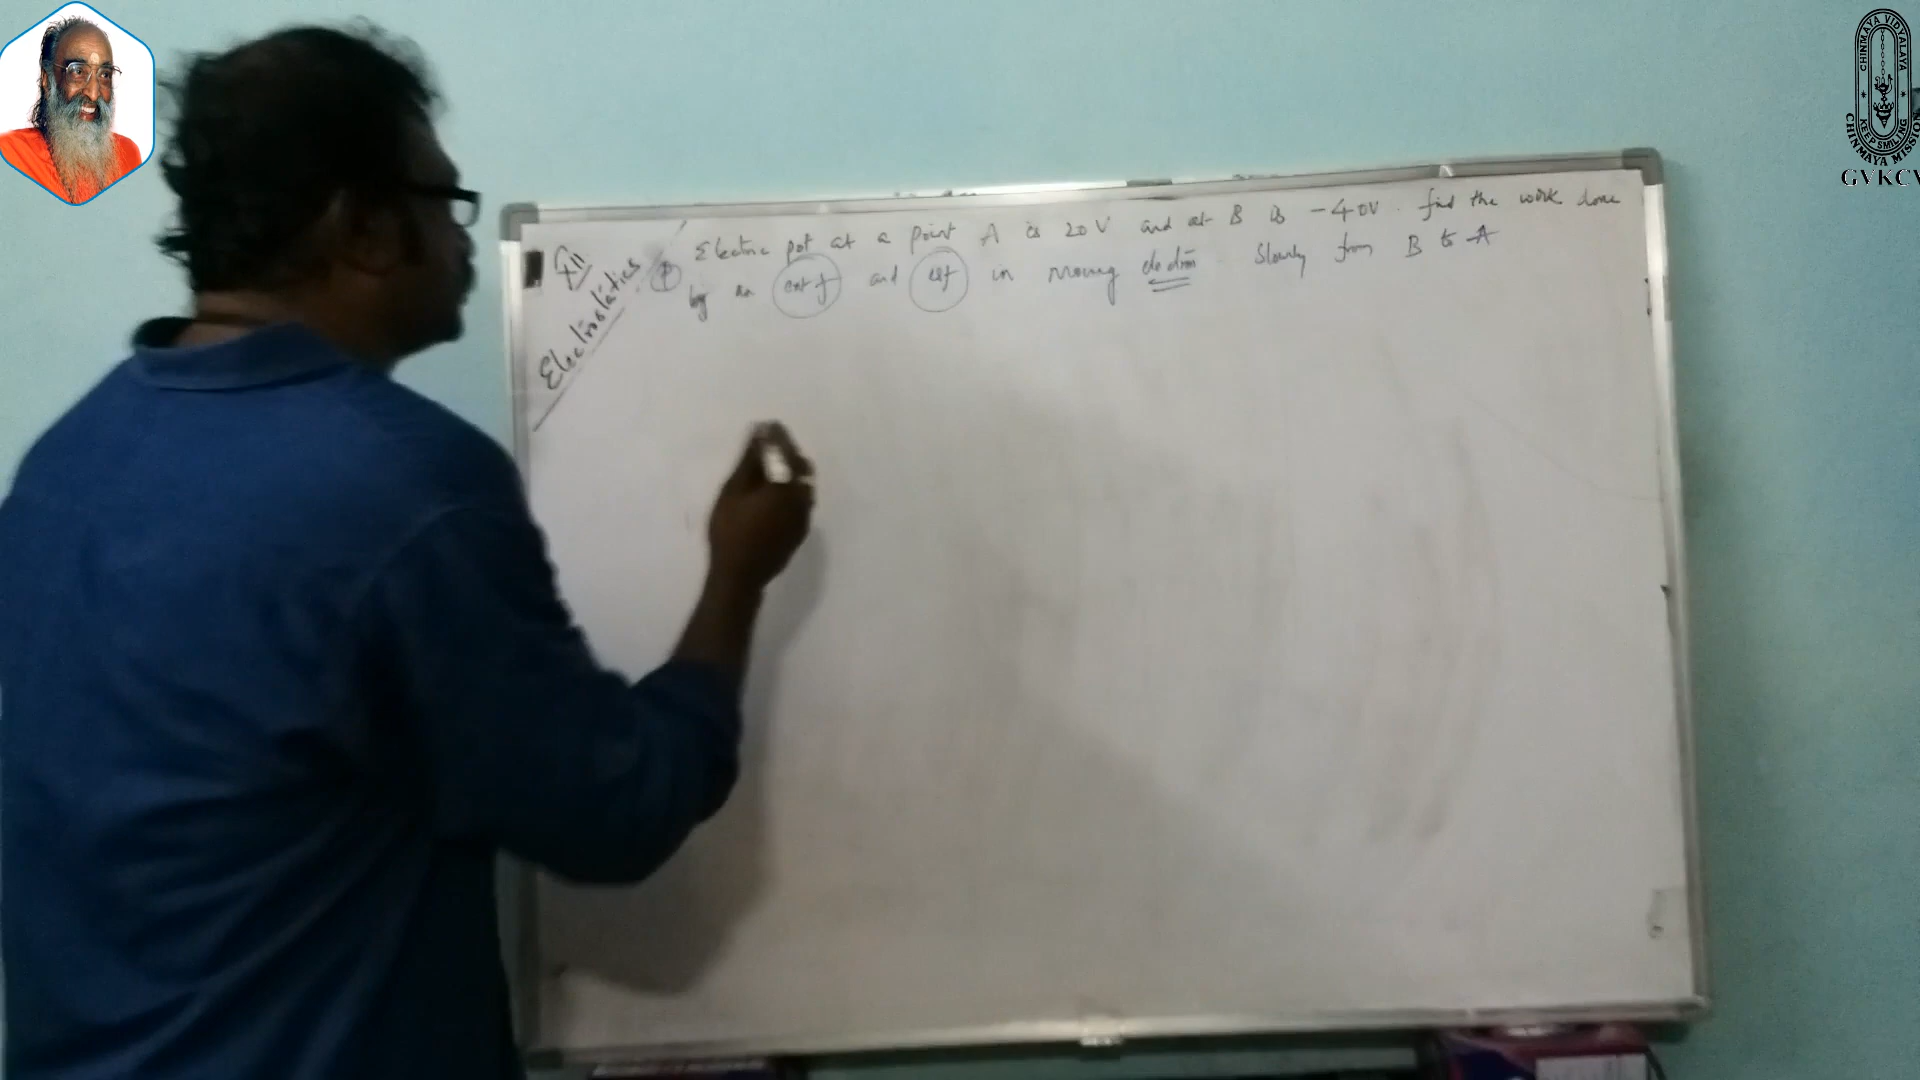 XII
Electrostatics
Electric pot at a point A is 20V and at B is -40V. find the work done
by an ext f and esf in moving electron slowly from B to A
CHINMAYA VIDYALAYA
KEEP SMILING
CHINMAYA MISSION
GVKCV